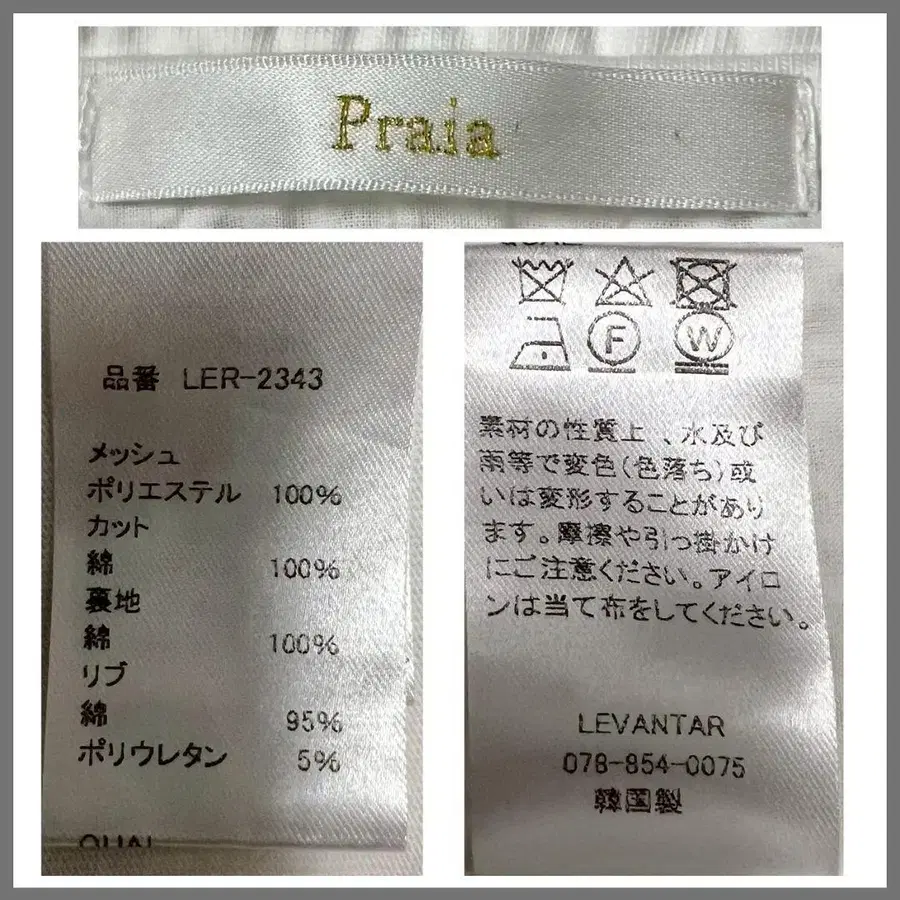 Praia
品番 LER-2343
メッシュ
ポリエステル 100%
カット
綿 100%
裏地
綿 100%
リブ
綿 95%
ポリウレタン 5%
F
W
素材の性質上、水及び
雨等で変色(色落ち)或
いは変形することがあり
ます。摩擦や引っ掛かけ
にご注意ください。アイロ
ンは当て布をしてください。
LEVANTAR
078-854-0075
韓国製